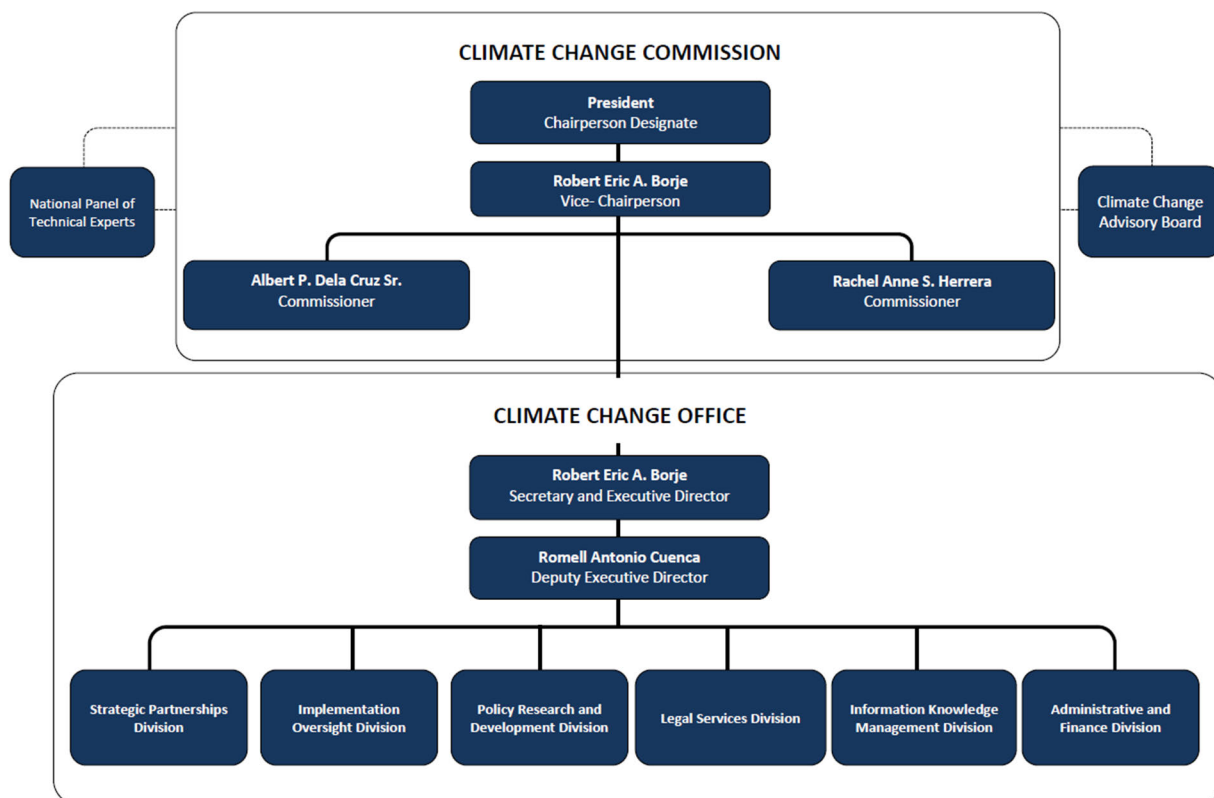 CLIMATE CHANGE COMMISSION
President
Chairperson Designate
Robert Eric A. Borje
Vice- Chairperson
National Panel of
Technical Experts
Climate Change
Advisory Board
Albert P. Dela Cruz Sr.
Commissioner
Rachel Anne S. Herrera
Commissioner
CLIMATE CHANGE OFFICE
Robert Eric A. Borje
Secretary and Executive Director
Romell Antonio Cuenca
Deputy Executive Director
Strategic Partnerships
Division
Implementation
Oversight Division
Policy Research and
Development Division
Legal Services Division
Information Knowledge
Management Division
Administrative and
Finance Division